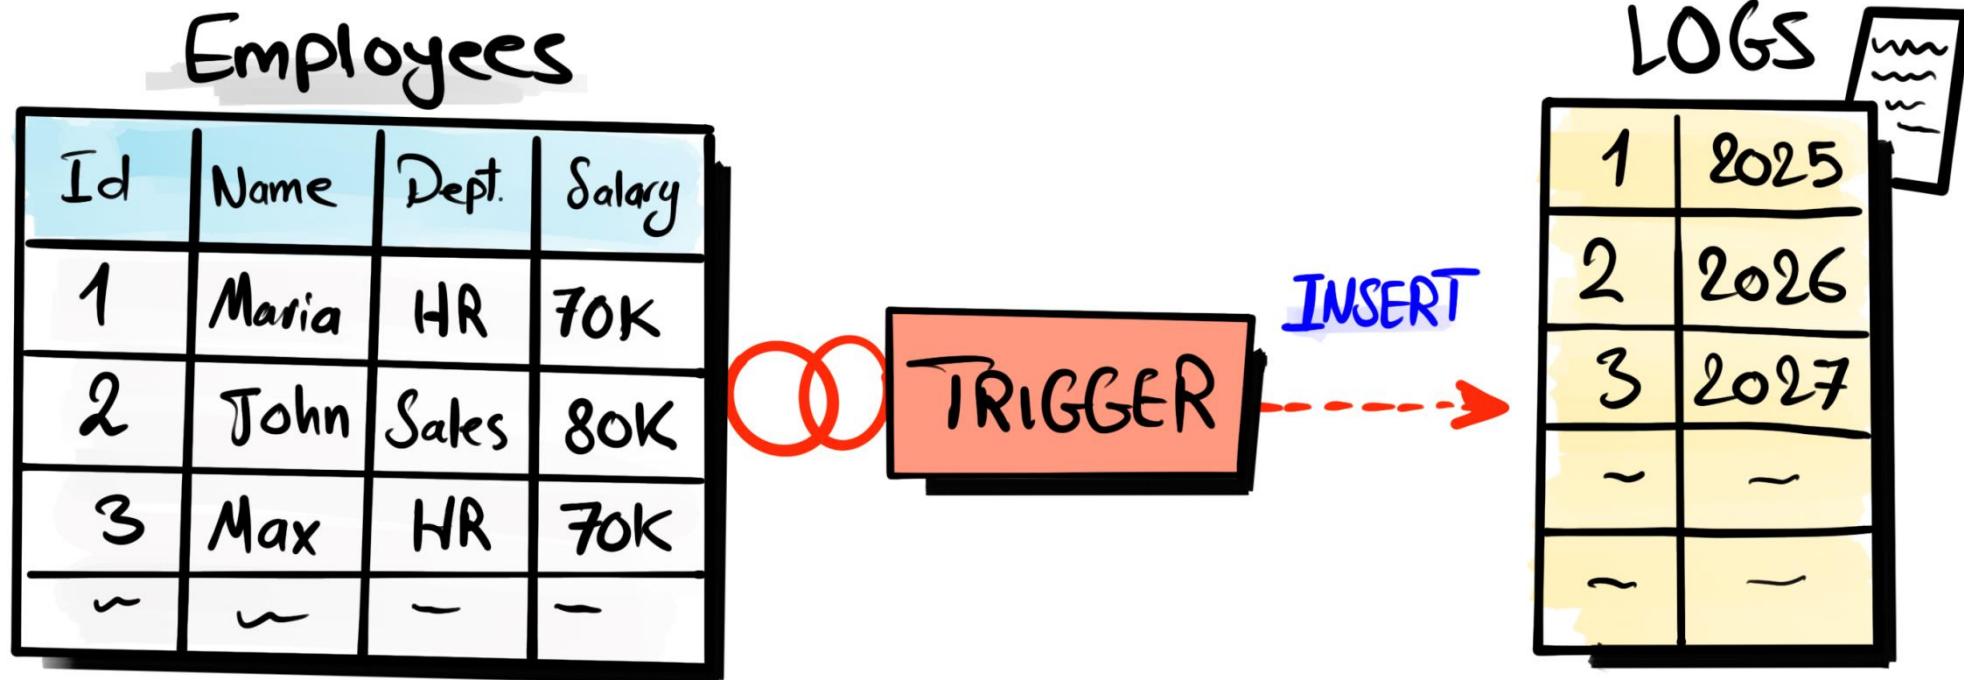 Employees
Id Name Dept. Salary
1 Maria HR 70K
2 John Sales 80K
3 Max HR 70K
TRIGGER
INSERT
LOGS
1 2025
2 2026
3 2027